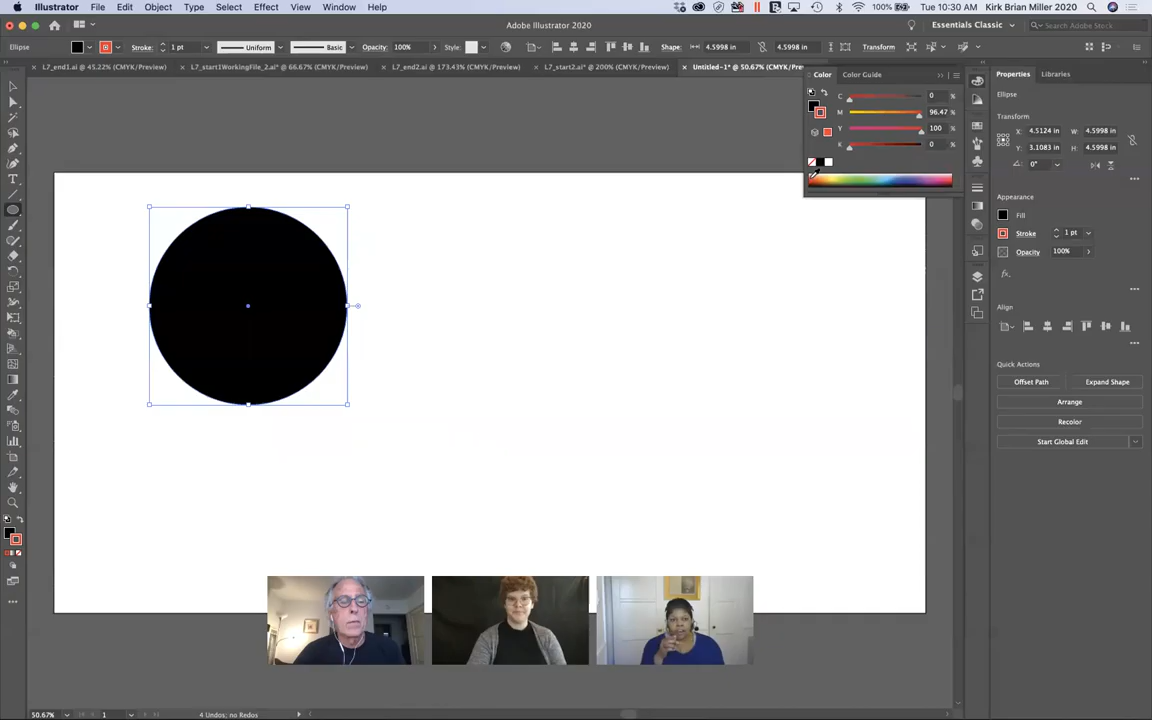 Illustrator File Edit Object Type Select Effect View Window Help 100% Tue 10:30 AM Kirk Brian Miller 2020
Adobe Illustrator 2020 Essentials Classic Search Adobe Stock
Ellipse Stroke: 1 pt Uniform Basic Opacity: 100% Style: Shape: 4.5998 in 4.5998 in Transform
L7_end1.ai @ 45.22% (CMYK/Preview) L7_start1WorkingFile_2.ai* @ 66.67% (CMYK/Preview) L7_end2.ai @ 173.43% (CMYK/Preview) L7_start2.ai* @ 200% (CMYK/Preview) Untitled-1* @ 50.67% (CMYK/Pre
Color Color Guide
C 0 %
M 96.47 %
Y 100 %
K 0 %
Properties Libraries
Ellipse
Transform
X: 4.5124 in W: 4.5998 in
Y: 3.1083 in H: 4.5998 in
0°
Appearance
Fill
Stroke 1 pt
Opacity 100%
fx.
Align
Quick Actions
Offset Path Expand Shape
Arrange
Recolor
Start Global Edit
50.67% 1 4 Undos; no Redos